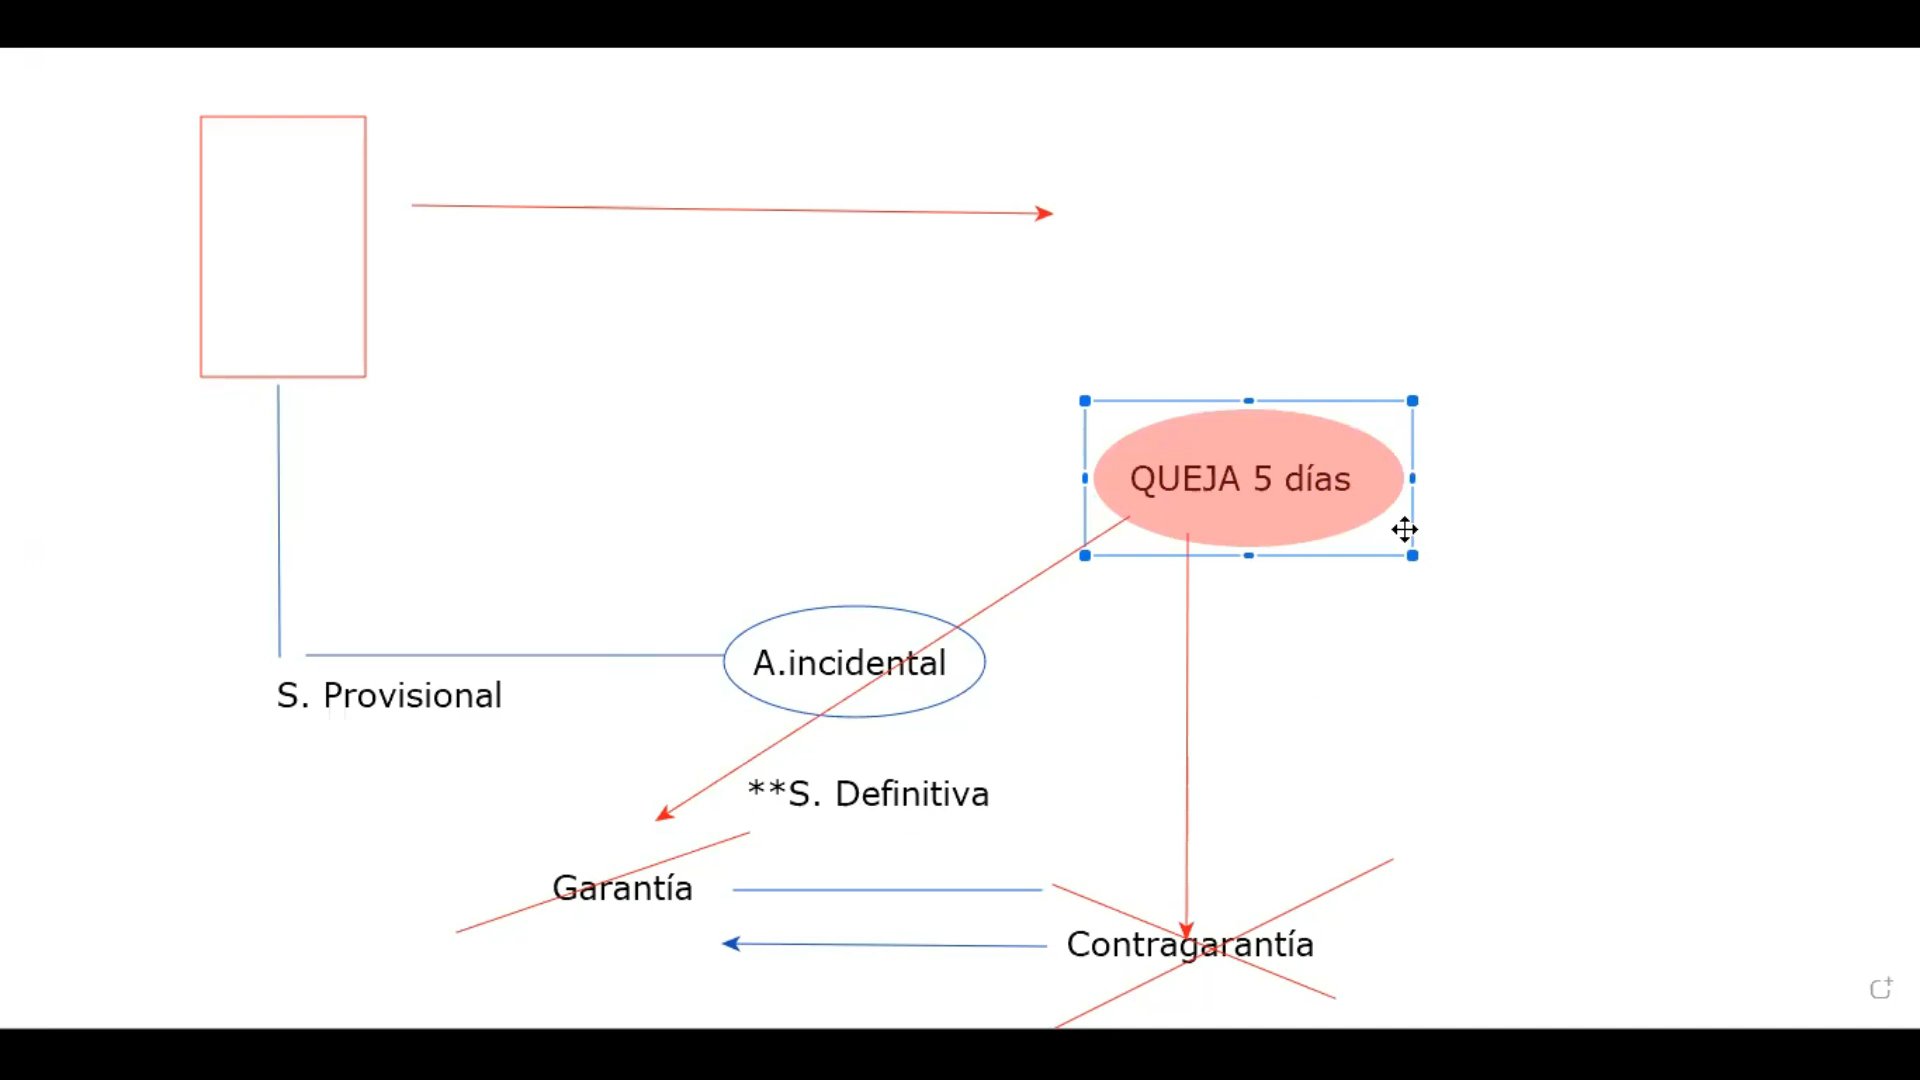 QUEJA 5 días
A.incidental
S. Provisional
**S. Definitiva
Garantía
Contragarantía